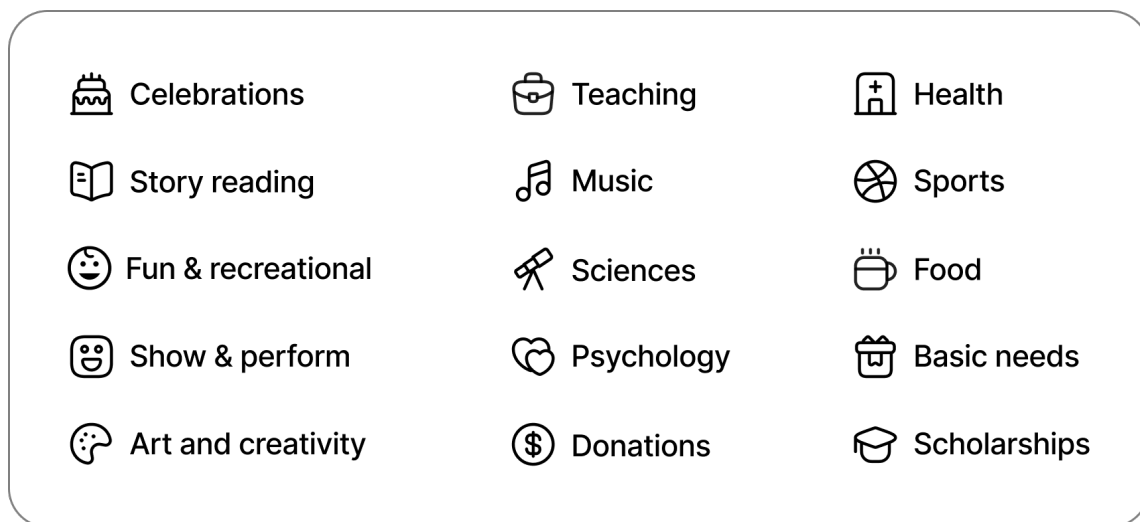 Celebrations
Teaching
Health
Story reading
Music
Sports
Fun & recreational
Sciences
Food
Show & perform
Psychology
Basic needs
Art and creativity
Donations
Scholarships